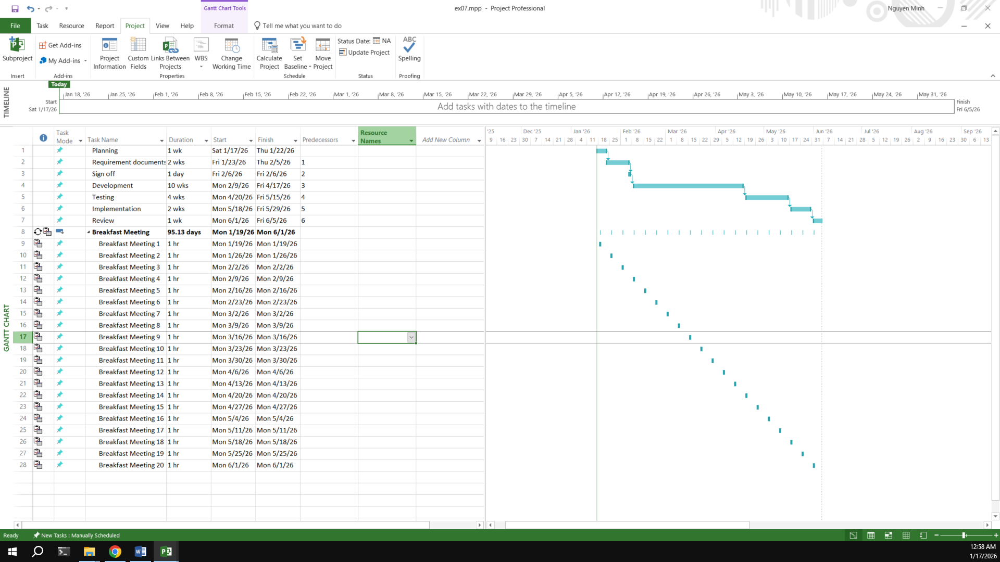 Gantt Chart Tools
ex07.mpp - Project Professional
Nguyen Minh
File Task Resource Report Project View Help Format Tell me what you want to do
Subproject
Get Add-ins
My Add-ins
Project Information
Custom Fields
Links Between Projects
WBS
Change Working Time
Calculate Project
Set Baseline
Move Project
Status Date: NA
Update Project
ABC
Spelling
Insert Add-ins Properties Schedule Status Proofing
TIMELINE
Today
Jan 18, '26 Jan 25, '26 Feb 1, '26 Feb 8, '26 Feb 15, '26 Feb 22, '26 Mar 1, '26 Mar 8, '26 Mar 15, '26 Mar 22, '26 Mar 29, '26 Apr 5, '26 Apr 12, '26 Apr 19, '26 Apr 26, '26 May 3, '26 May 10, '26 May 17, '26 May 24, '26 May 31, '26
Start
Sat 1/17/26
Add tasks with dates to the timeline
Finish
Fri 6/5/26
GANTT CHART
Task Mode Task Name Duration Start Finish Predecessors Resource Names Add New Column
'25 Dec '25 Jan '26 Feb '26 Mar '26 Apr '26 May '26 Jun '26 Jul '26 Aug '26 Sep '26
9 16 23 30 7 14 21 28 4 11 18 25 1 8 15 22 1 8 15 22 29 5 12 19 26 3 10 17 24 31 7 14 21 28 5 12 19 26 2 9 16 23 30 6 13
1 Planning 1 wk Sat 1/17/26 Thu 1/22/26
2 Requirement documents 2 wks Fri 1/23/26 Thu 2/5/26 1
3 Sign off 1 day Fri 2/6/26 Fri 2/6/26 2
4 Development 10 wks Mon 2/9/26 Fri 4/17/26 3
5 Testing 4 wks Mon 4/20/26 Fri 5/15/26 4
6 Implementation 2 wks Mon 5/18/26 Fri 5/29/26 5
7 Review 1 wk Mon 6/1/26 Fri 6/5/26 6
8 Breakfast Meeting 95.13 days Mon 1/19/26 Mon 6/1/26
9 Breakfast Meeting 1 1 hr Mon 1/19/26 Mon 1/19/26
10 Breakfast Meeting 2 1 hr Mon 1/26/26 Mon 1/26/26
11 Breakfast Meeting 3 1 hr Mon 2/2/26 Mon 2/2/26
12 Breakfast Meeting 4 1 hr Mon 2/9/26 Mon 2/9/26
13 Breakfast Meeting 5 1 hr Mon 2/16/26 Mon 2/16/26
14 Breakfast Meeting 6 1 hr Mon 2/23/26 Mon 2/23/26
15 Breakfast Meeting 7 1 hr Mon 3/2/26 Mon 3/2/26
16 Breakfast Meeting 8 1 hr Mon 3/9/26 Mon 3/9/26
17 Breakfast Meeting 9 1 hr Mon 3/16/26 Mon 3/16/26
18 Breakfast Meeting 10 1 hr Mon 3/23/26 Mon 3/23/26
19 Breakfast Meeting 11 1 hr Mon 3/30/26 Mon 3/30/26
20 Breakfast Meeting 12 1 hr Mon 4/6/26 Mon 4/6/26
21 Breakfast Meeting 13 1 hr Mon 4/13/26 Mon 4/13/26
22 Breakfast Meeting 14 1 hr Mon 4/20/26 Mon 4/20/26
23 Breakfast Meeting 15 1 hr Mon 4/27/26 Mon 4/27/26
24 Breakfast Meeting 16 1 hr Mon 5/4/26 Mon 5/4/26
25 Breakfast Meeting 17 1 hr Mon 5/11/26 Mon 5/11/26
26 Breakfast Meeting 18 1 hr Mon 5/18/26 Mon 5/18/26
27 Breakfast Meeting 19 1 hr Mon 5/25/26 Mon 5/25/26
28 Breakfast Meeting 20 1 hr Mon 6/1/26 Mon 6/1/26
Ready New Tasks : Manually Scheduled
12:58 AM
1/17/2026